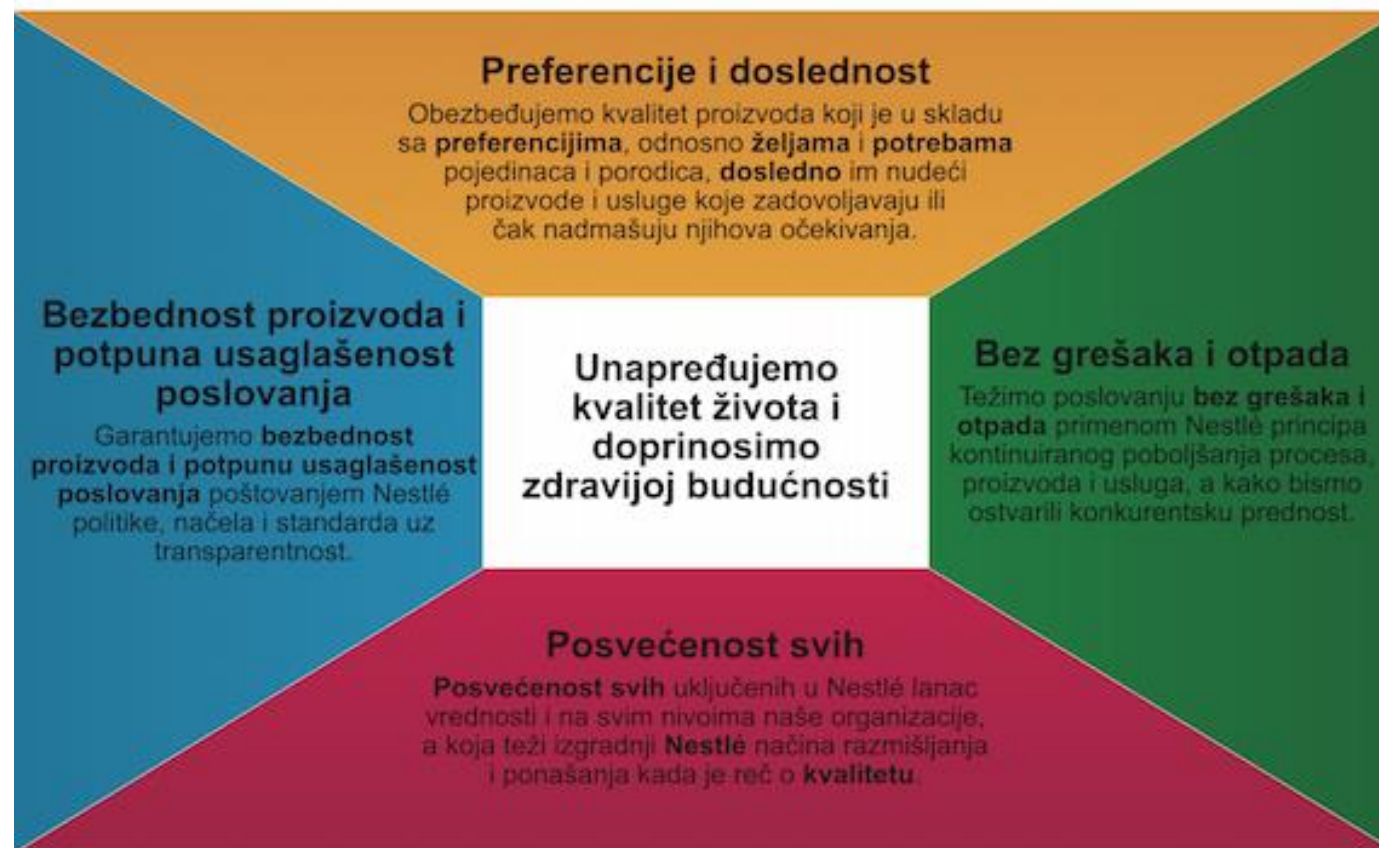 Preferencije i doslednost
Obezbeđujemo kvalitet proizvoda koji je u skladu
sa preferencijima, odnosno željama i potrebama
pojedinaca i porodica, dosledno im nudeći
proizvode i usluge koje zadovoljavaju ili
čak nadmašuju njihova očekivanja.
Bezbednost proizvoda i
potpuna usaglašenost
poslovanja
Garantujemo bezbednost
proizvoda i potpunu usaglašenost
poslovanja poštovanjem Nestlé
politike, načela i standarda uz
transparentnost.
Unapređujemo
kvalitet života i
doprinosimo
zdravijoj budućnosti
Bez grešaka i otpada
Težimo poslovanju bez grešaka i
otpada primenom Nestlé principa
kontinuiranog poboljšanja procesa,
proizvoda i usluga, a kako bismo
ostvarili konkurentsku prednost.
Posvećenost svih
Posvećenost svih uključenih u Nestlé lanac
vrednosti i na svim nivoima naše organizacije,
a koja teži izgradnji Nestlé načina razmišljanja
i ponašanja kada je reč o kvalitetu.